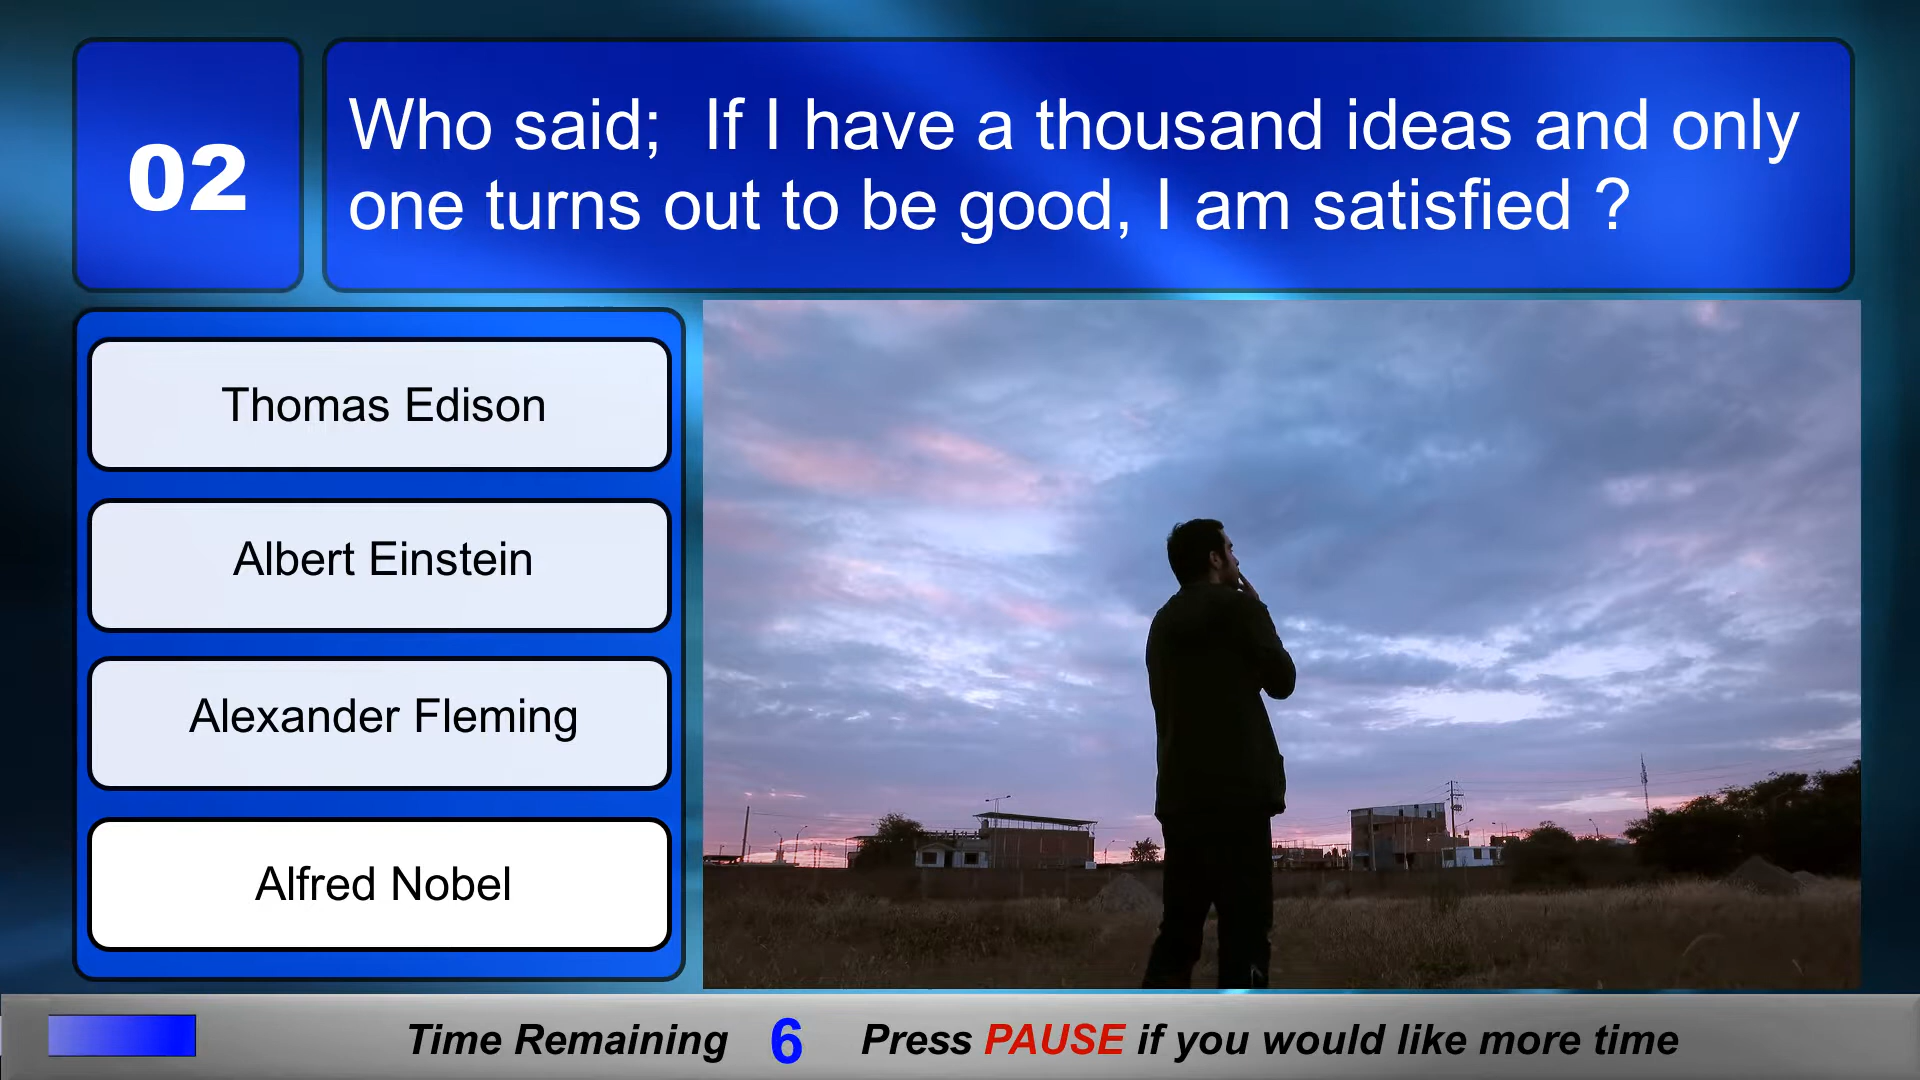 02
Who said;  If I have a thousand ideas and only
one turns out to be good, I am satisfied ?
Thomas Edison
Albert Einstein
Alexander Fleming
Alfred Nobel
Time Remaining 6 Press PAUSE if you would like more time